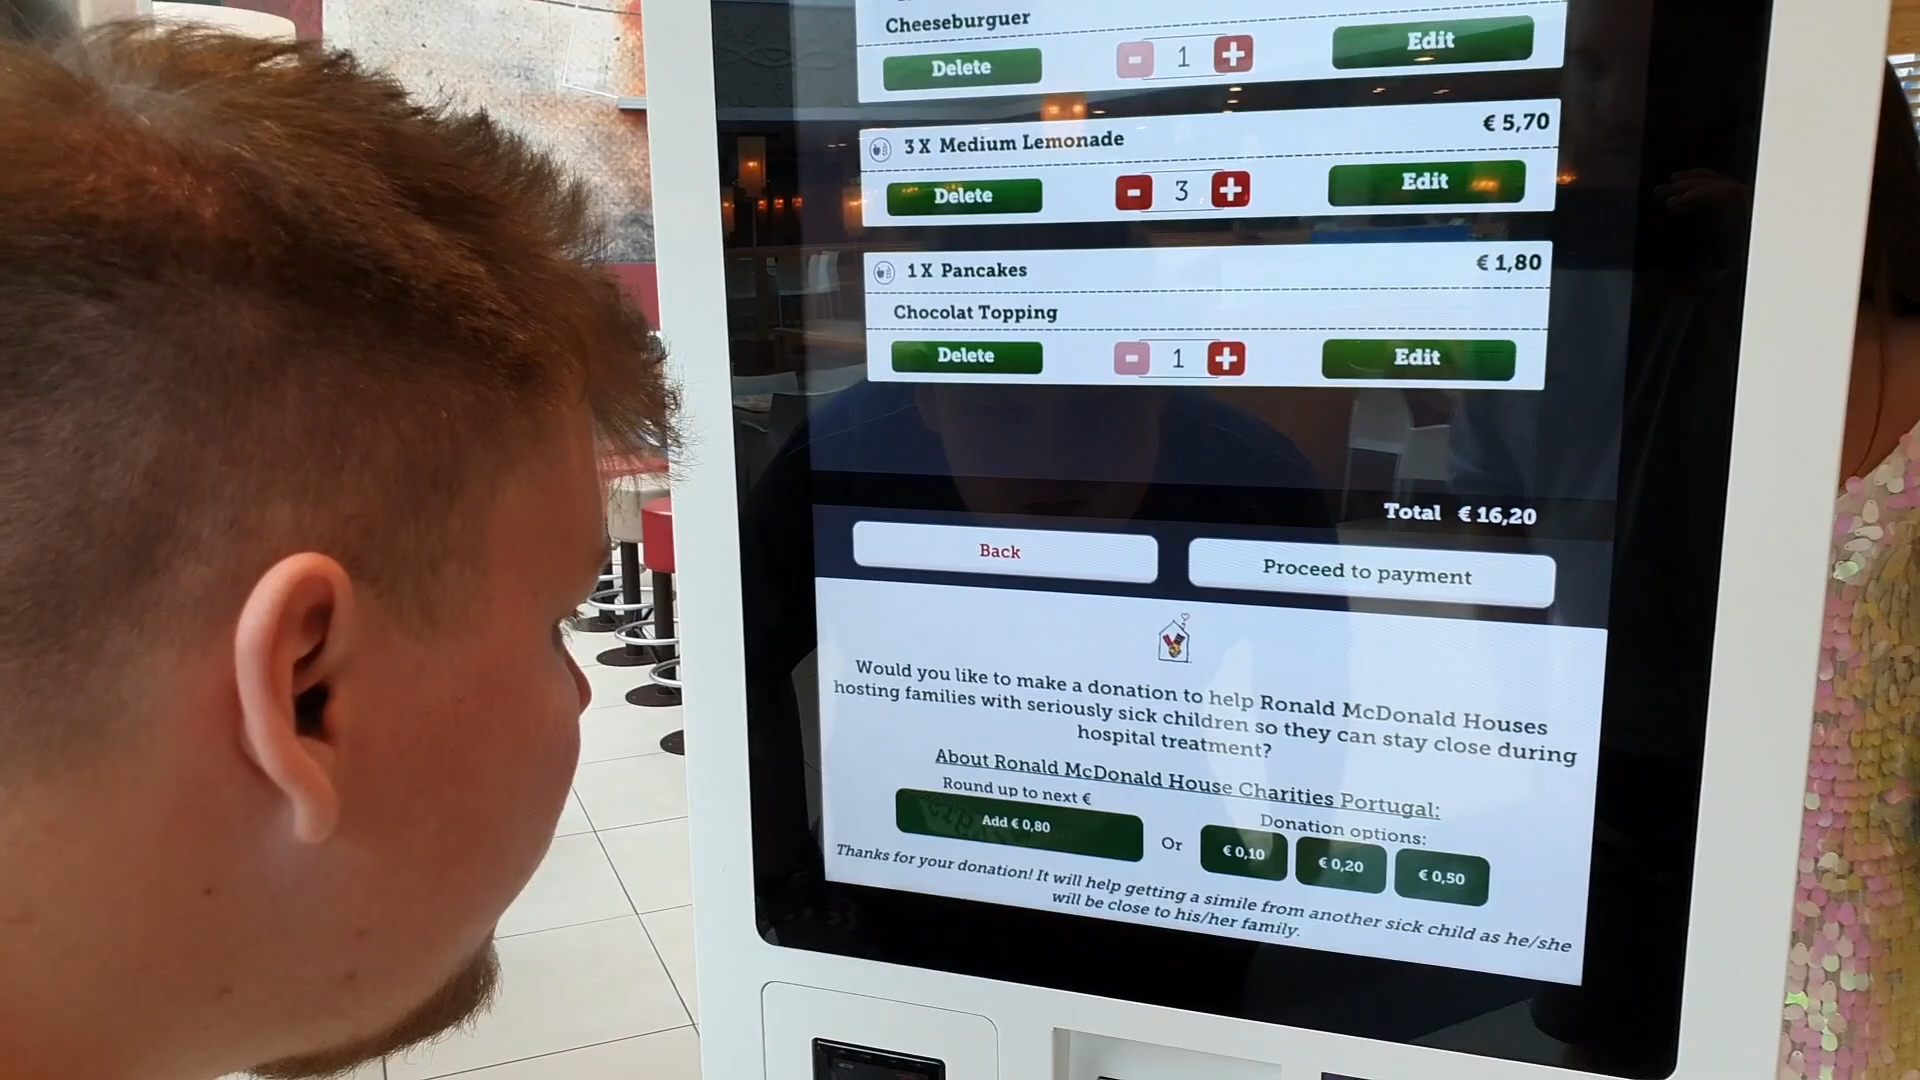 Cheeseburguer
Delete - 1 + Edit
3 X Medium Lemonade € 5,70
Delete - 3 + Edit
1 X Pancakes € 1,80
Chocolat Topping
Delete - 1 + Edit
Total € 16,20
Back Proceed to payment
Would you like to make a donation to help Ronald McDonald Houses
hosting families with seriously sick children so they can stay close during
hospital treatment?
About Ronald McDonald House Charities Portugal:
Round up to next € Donation options:
Add € 0,80 Or € 0,10 € 0,20 € 0,50
Thanks for your donation! It will help getting a simile from another sick child as he/she
will be close to his/her family.